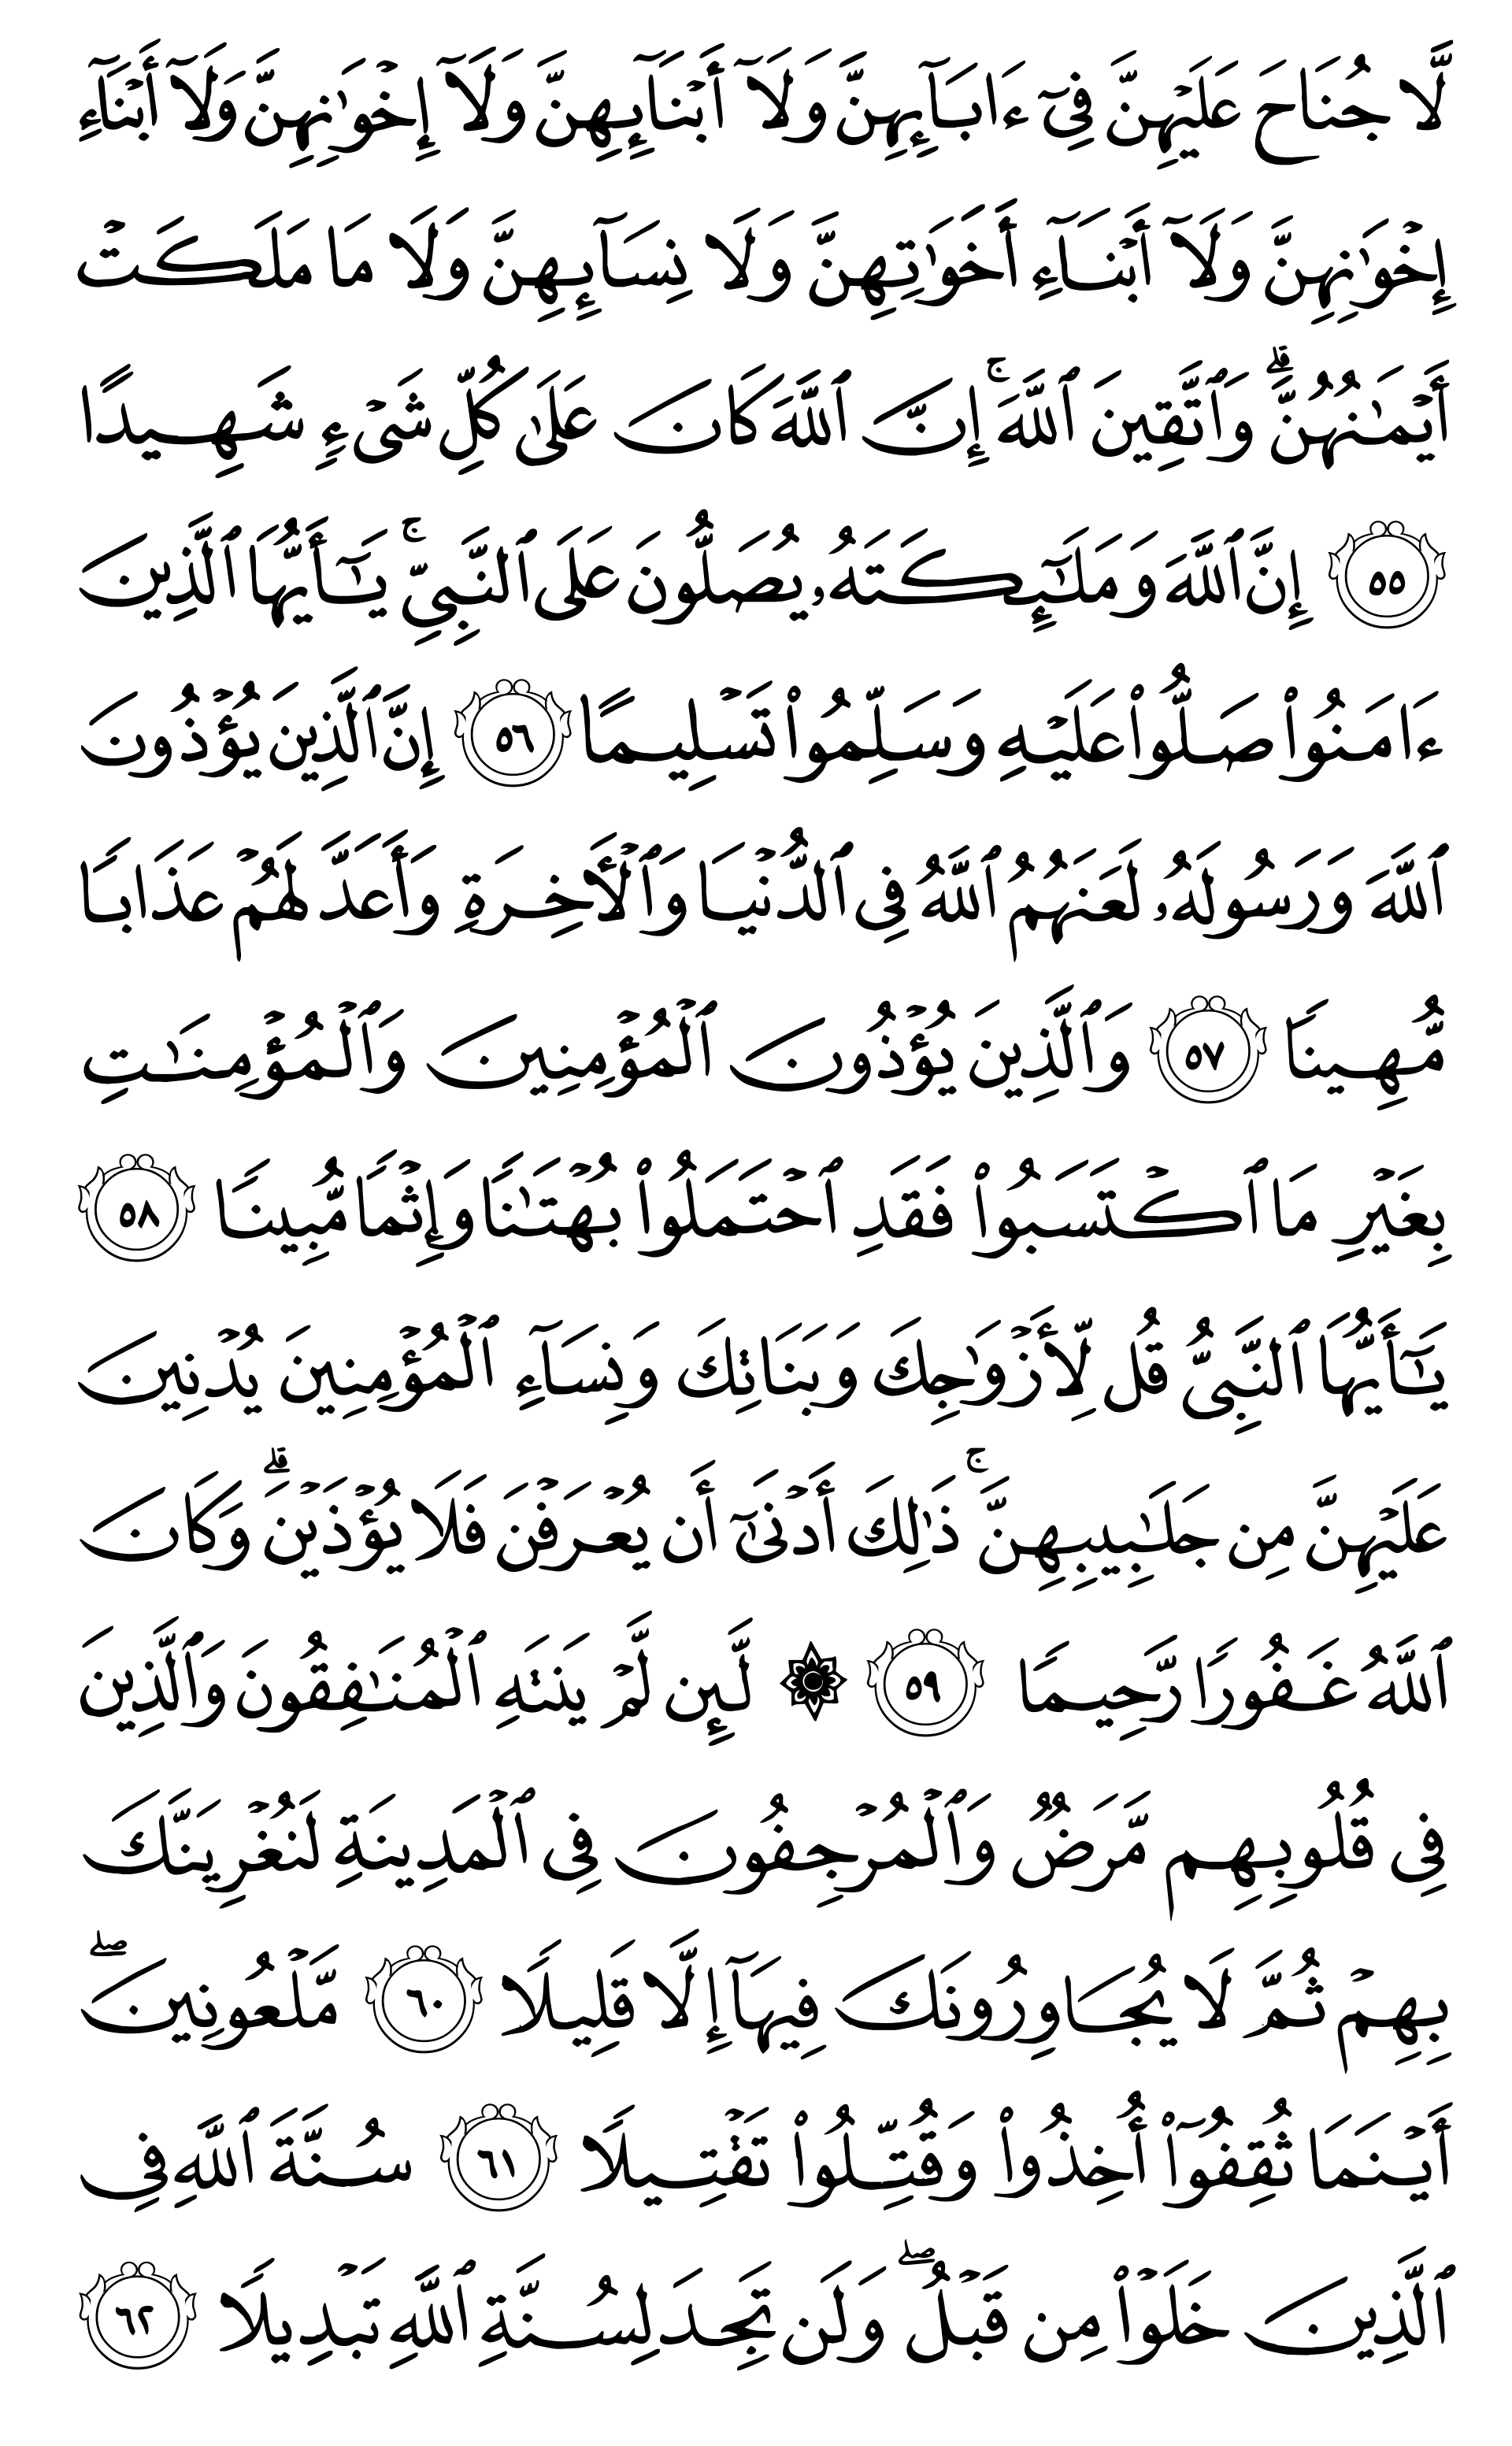 لَّا جُنَاحَ عَلَيۡهِنَّ فِيٓ ءَابَآئِهِنَّ وَلَآ أَبۡنَآئِهِنَّ وَلَآ إِخۡوَٰنِهِنَّ وَلَآ أَبۡنَآءِ
إِخۡوَٰنِهِنَّ وَلَآ أَبۡنَآءِ أَخَوَٰتِهِنَّ وَلَا نِسَآئِهِنَّ وَلَا مَا مَلَكَتۡ
أَيۡمَٰنُهُنَّۗ وَٱتَّقِينَ ٱللَّهَۚ إِنَّ ٱللَّهَ كَانَ عَلَىٰ كُلِّ شَيۡءٖ شَهِيدًا
٥٥ إِنَّ ٱللَّهَ وَمَلَٰٓئِكَتَهُۥ يُصَلُّونَ عَلَى ٱلنَّبِيِّۚ يَٰٓأَيُّهَا ٱلَّذِينَ
ءَامَنُواْ صَلُّواْ عَلَيۡهِ وَسَلِّمُواْ تَسۡلِيمًا ٥٦ إِنَّ ٱلَّذِينَ يُؤۡذُونَ
ٱللَّهَ وَرَسُولَهُۥ لَعَنَهُمُ ٱللَّهُ فِي ٱلدُّنۡيَا وَٱلۡأٓخِرَةِ وَأَعَدَّ لَهُمۡ عَذَابٗا
مُّهِينٗا ٥٧ وَٱلَّذِينَ يُؤۡذُونَ ٱلۡمُؤۡمِنِينَ وَٱلۡمُؤۡمِنَٰتِ
بِغَيۡرِ مَا ٱكۡتَسَبُواْ فَقَدِ ٱحۡتَمَلُواْ بُهۡتَٰنٗا وَإِثۡمٗا مُّبِينٗا ٥٨
يَٰٓأَيُّهَا ٱلنَّبِيُّ قُل لِّأَزۡوَٰجِكَ وَبَنَاتِكَ وَنِسَآءِ ٱلۡمُؤۡمِنِينَ يُدۡنِينَ
عَلَيۡهِنَّ مِن جَلَٰبِيبِهِنَّۚ ذَٰلِكَ أَدۡنَىٰٓ أَن يُعۡرَفۡنَ فَلَا يُؤۡذَيۡنَۗ وَكَانَ
ٱللَّهُ غَفُورٗا رَّحِيمٗا ٥٩ ۞ لَّئِن لَّمۡ يَنتَهِ ٱلۡمُنَٰفِقُونَ وَٱلَّذِينَ
فِي قُلُوبِهِم مَّرَضٞ وَٱلۡمُرۡجِفُونَ فِي ٱلۡمَدِينَةِ لَنُغۡرِيَنَّكَ
بِهِمۡ ثُمَّ لَا يُجَاوِرُونَكَ فِيهَآ إِلَّا قَلِيلٗا ٦٠ مَّلۡعُونِينَۖ
أَيۡنَمَا ثُقِفُوٓاْ أُخِذُواْ وَقُتِّلُواْ تَقۡتِيلٗا ٦١ سُنَّةَ ٱللَّهِ فِي
ٱلَّذِينَ خَلَوۡاْ مِن قَبۡلُۖ وَلَن تَجِدَ لِسُنَّةِ ٱللَّهِ تَبۡدِيلٗا ٦٢